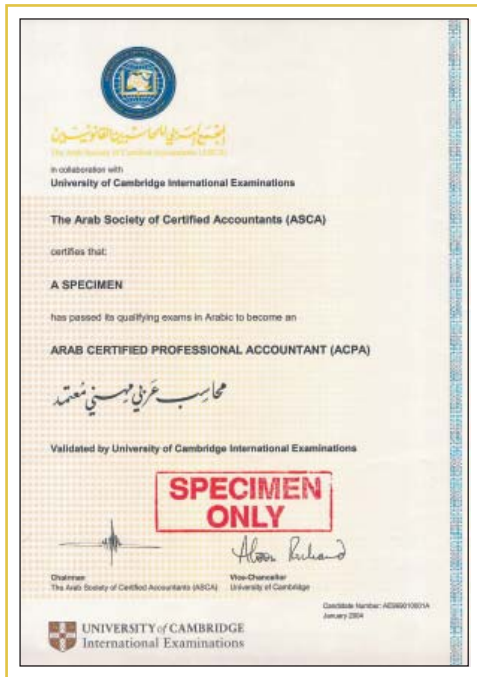 المجمع العربي للمحاسبين القانونيين
The Arab Society of Certified Accountants (ASCA)
in collaboration with
University of Cambridge International Examinations
The Arab Society of Certified Accountants (ASCA)
certifies that:
A SPECIMEN
has passed its qualifying exams in Arabic to become an
ARAB CERTIFIED PROFESSIONAL ACCOUNTANT (ACPA)
محاسب عربي مهني معتمد
Validated by University of Cambridge International Examinations
SPECIMEN
ONLY
Chairman
The Arab Society of Certified Accountants (ASCA)
Vice-Chancellor
University of Cambridge
Candidate Number:
January 2004
UNIVERSITY of CAMBRIDGE
International Examinations